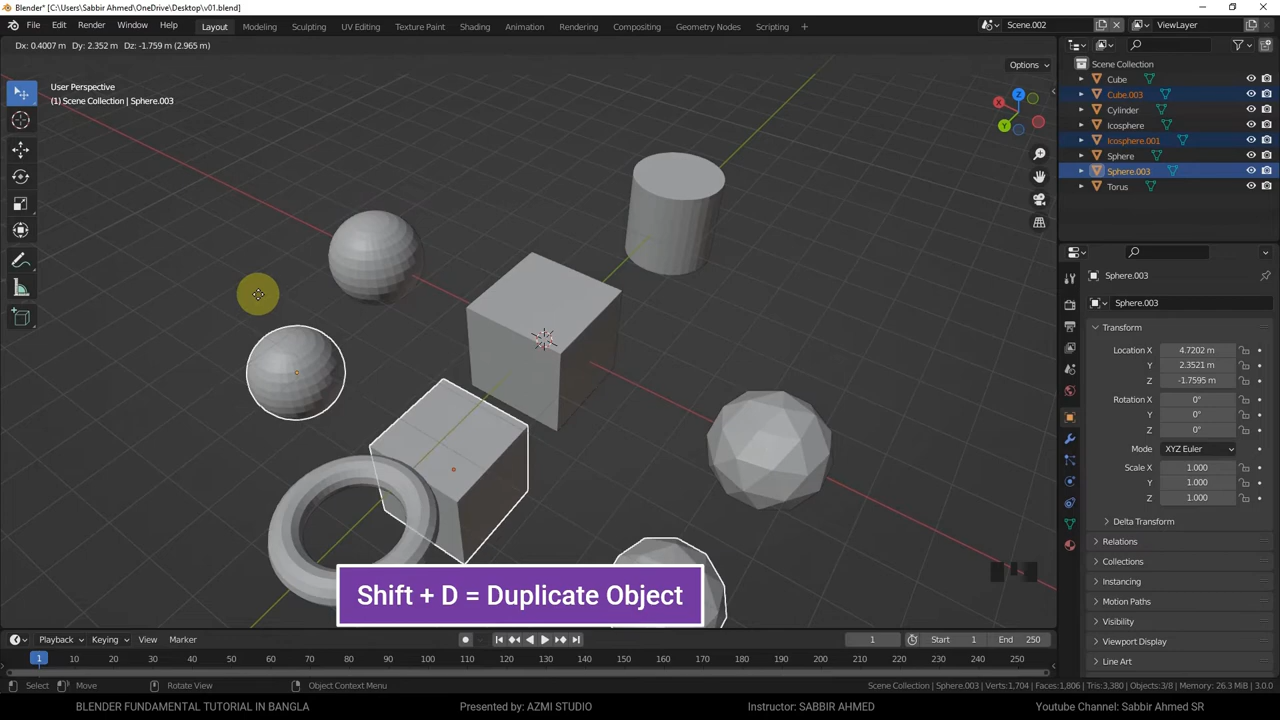 Blender* [C:\Users\Sabbir Ahmed\OneDrive\Desktop\v01.blend]
File Edit Render Window Help Layout Modeling Sculpting UV Editing Texture Paint Shading Animation Rendering Compositing Geometry Nodes Scripting Scene.002 ViewLayer
Dx: 0.4007 m Dy: 2.352 m Dz: -1.759 m (2.965 m)
Options
User Perspective
(1) Scene Collection | Sphere.003
X
Y
Z
Scene Collection
Cube
Cube.003
Cylinder
Icosphere
Icosphere.001
Sphere
Sphere.003
Torus
Sphere.003
Sphere.003
Transform
Location X 4.7202 m
Y 2.3521 m
Z -1.7595 m
Rotation X 0°
Y 0°
Z 0°
Mode XYZ Euler
Scale X 1.000
Y 1.000
Z 1.000
Delta Transform
Relations
Collections
Instancing
Motion Paths
Visibility
Viewport Display
Line Art
Shift + D = Duplicate Object
Playback Keying View Marker 1 Start 1 End 250
1 10 20 30 40 50 60 70 80 90 100 110 120 130 140 150 160 170 180 190 200 210 220 230 240 250
Select Move Rotate View Object Context Menu Scene Collection | Sphere.003 | Verts:1,704 | Faces:1,806 | Tris:3,380 | Objects:3/8 | Memory: 26.3 MiB | 3.0.0
BLENDER FUNDAMENTAL TUTORIAL IN BANGLA Presented by: AZMI STUDIO Instructor: SABBIR AHMED Youtube Channel: Sabbir Ahmed SR